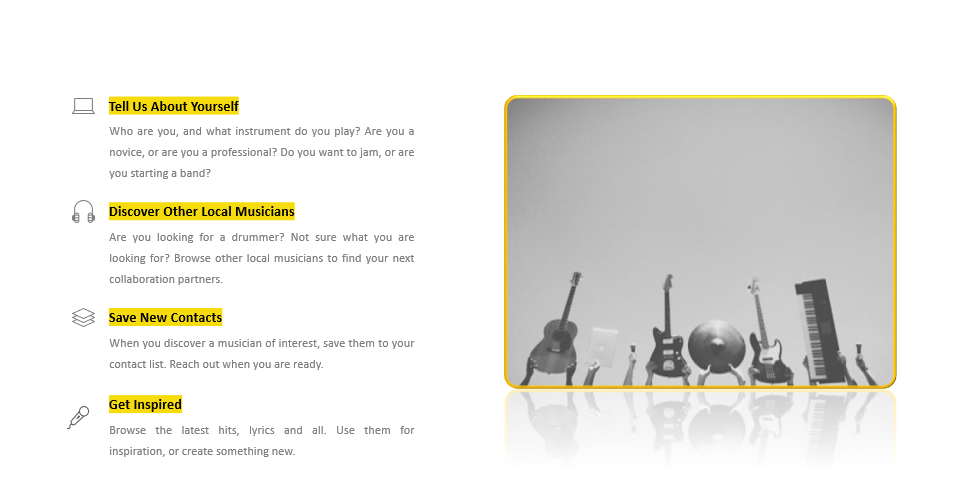 Tell Us About Yourself
Who are you, and what instrument do you play? Are you a
novice, or are you a professional? Do you want to jam, or are
you starting a band?
Discover Other Local Musicians
Are you looking for a drummer? Not sure what you are
looking for? Browse other local musicians to find your next
collaboration partners.
Save New Contacts
When you discover a musician of interest, save them to your
contact list. Reach out when you are ready.
Get Inspired
Browse the latest hits, lyrics and all. Use them for
inspiration, or create something new.